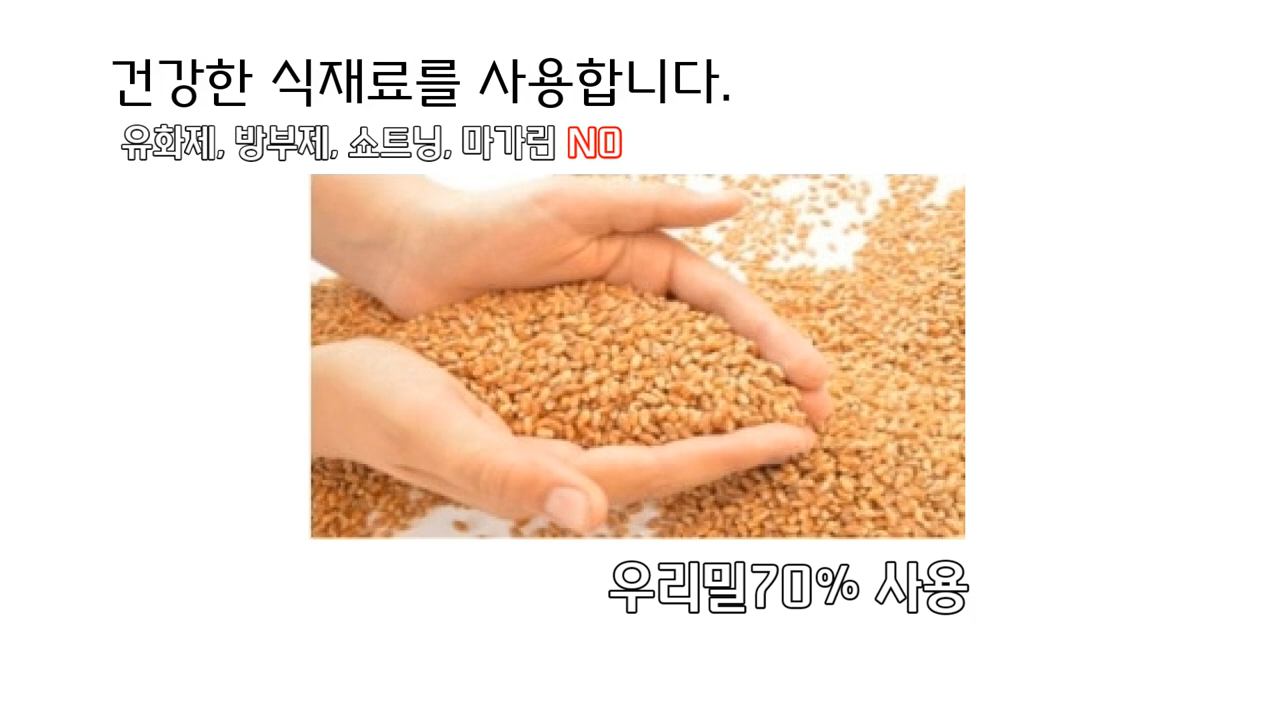 건강한 식재료를 사용합니다.
유화제, 방부제, 쇼트닝, 마가린 NO
우리밀70% 사용